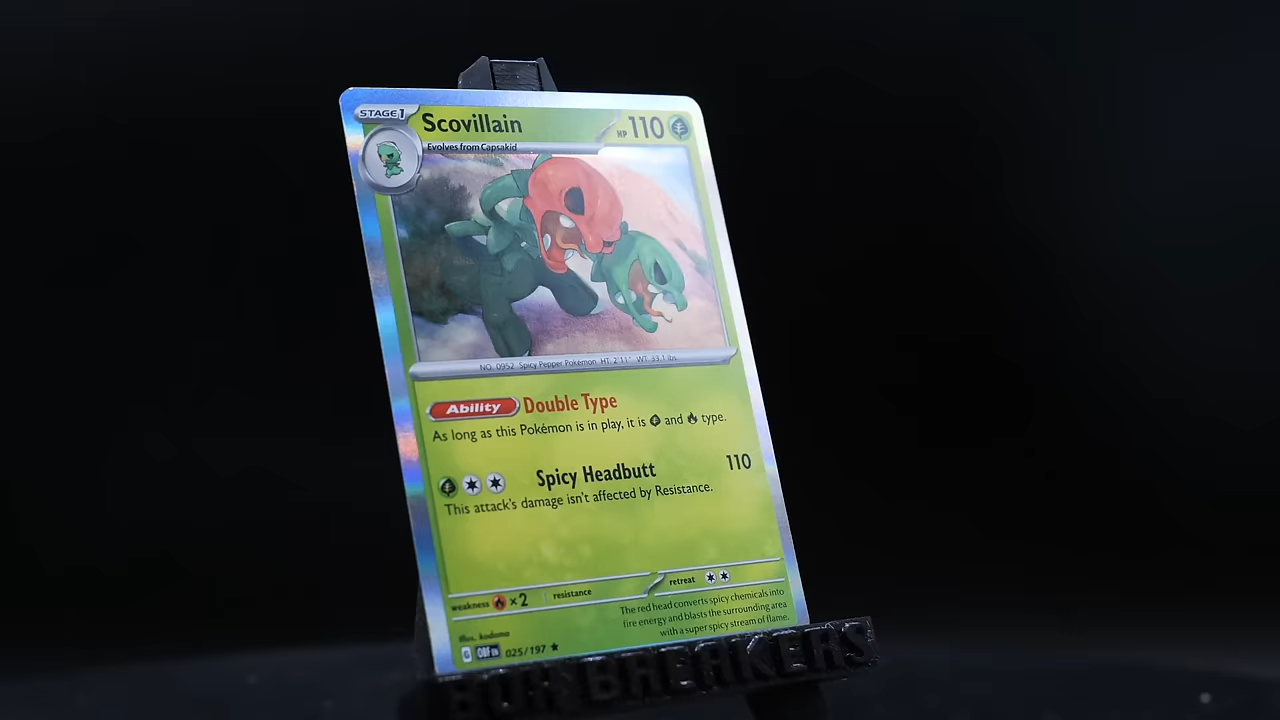 STAGE1
Scovillain
HP 110
Evolves from Capsakid
NO. 0952 Spicy Pepper Pokémon HT: 2'11" WT: 33.1 lbs.
Ability Double Type
As long as this Pokémon is in play, it is and type.
Spicy Headbutt 110
This attack's damage isn't affected by Resistance.
weakness ×2 resistance retreat
The red head converts spicy chemicals into
fire energy and blasts the surrounding area
with a super spicy stream of flame.
illus. kodama
G OBF EN 025/197 ★
BOX BREAKERS